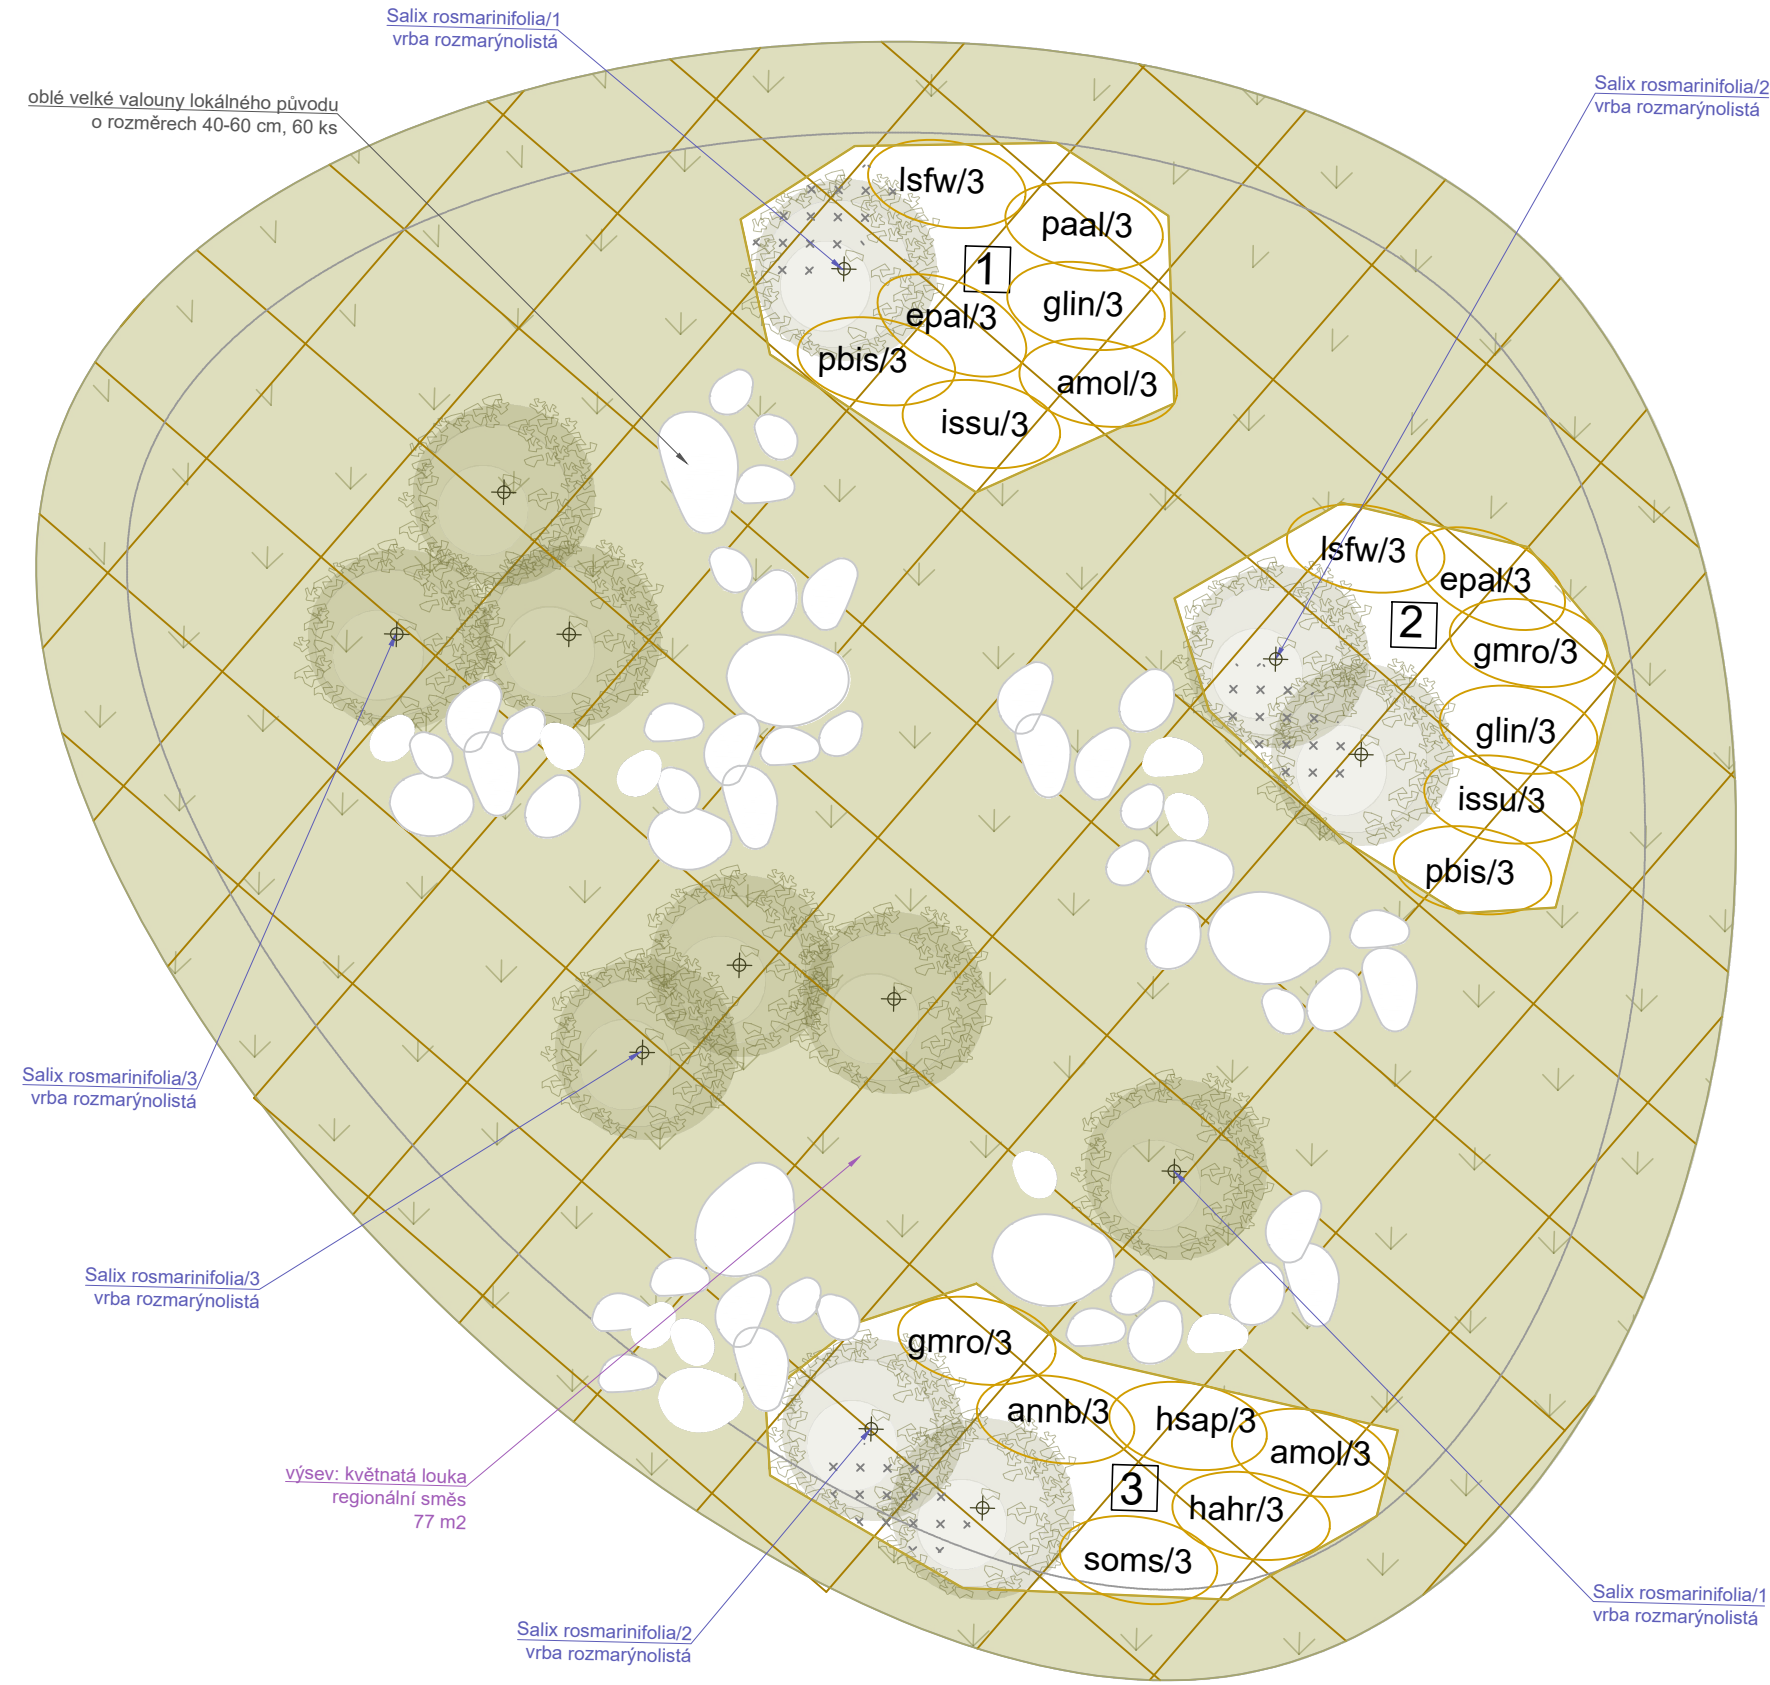 Salix rosmarinifolia/1
vrba rozmarýnolistá
oblé velké valouny lokálného původu
o rozměrech 40-60 cm, 60 ks
Salix rosmarinifolia/2
vrba rozmarýnolistá
lsfw/3
paal/3
1
glin/3
epal/3
pbis/3
amol/3
issu/3
lsfw/3
epal/3
2
gmro/3
glin/3
issu/3
pbis/3
Salix rosmarinifolia/3
vrba rozmarýnolistá
Salix rosmarinifolia/3
vrba rozmarýnolistá
gmro/3
annb/3
hsap/3
amol/3
3
hahr/3
soms/3
výsev: květnatá louka
regionální směs
77 m2
Salix rosmarinifolia/2
vrba rozmarýnolistá
Salix rosmarinifolia/1
vrba rozmarýnolistá